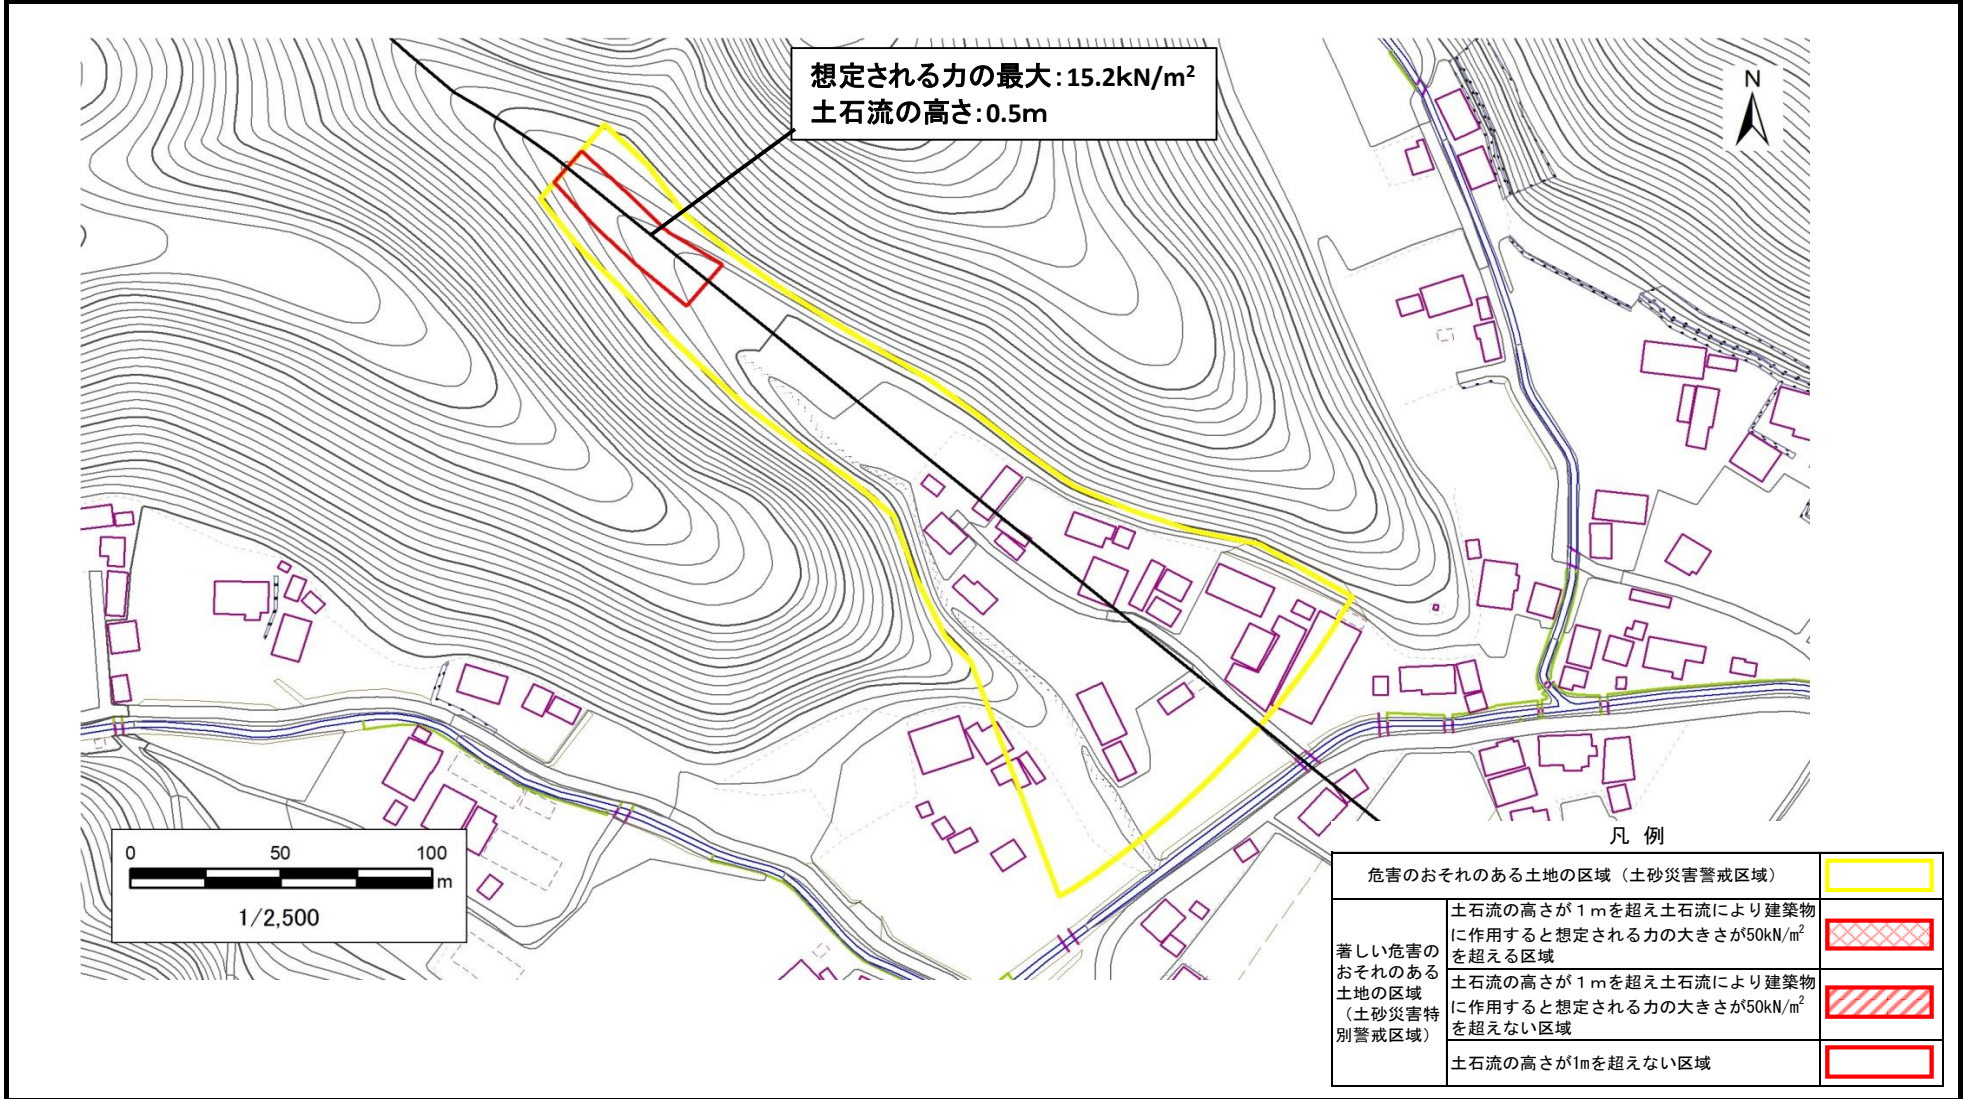 想定される力の最大:15.2kN/m²
土石流の高さ:0.5m
N
0 50 100
m
1/2,500
凡 例
危害のおそれのある土地の区域（土砂災害警戒区域）
著しい危害の
おそれのある
土地の区域
（土砂災害特
別警戒区域）
土石流の高さが１ｍを超え土石流により建築物
に作用すると想定される力の大きさが50kN/m²
を超える区域
土石流の高さが１ｍを超え土石流により建築物
に作用すると想定される力の大きさが50kN/m²
を超えない区域
土石流の高さが1mを超えない区域